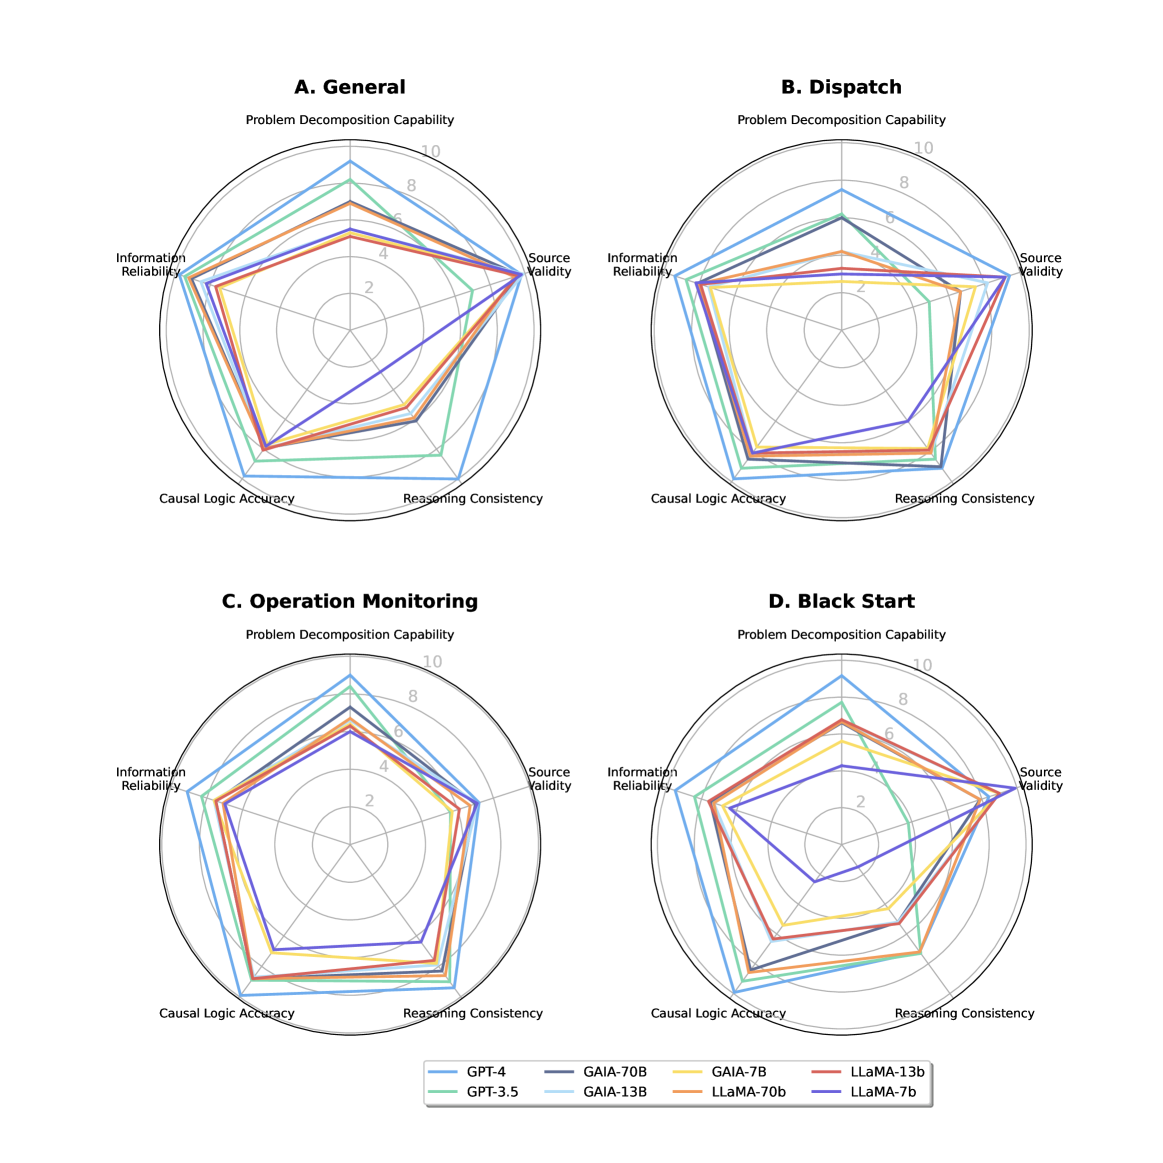 A. General
Problem Decomposition Capability
10
8
6
4
2
Information
Reliability
Source
Validity
Causal Logic Accuracy
Reasoning Consistency
B. Dispatch
Problem Decomposition Capability
10
8
6
4
2
Information
Reliability
Source
Validity
Causal Logic Accuracy
Reasoning Consistency
C. Operation Monitoring
Problem Decomposition Capability
10
8
6
4
2
Information
Reliability
Source
Validity
Causal Logic Accuracy
Reasoning Consistency
D. Black Start
Problem Decomposition Capability
10
8
6
2
Information
Reliability
Source
Validity
Causal Logic Accuracy
Reasoning Consistency
GPT-4
GAIA-70B
GAIA-7B
LLaMA-13b
GPT-3.5
GAIA-13B
LLaMA-70b
LLaMA-7b